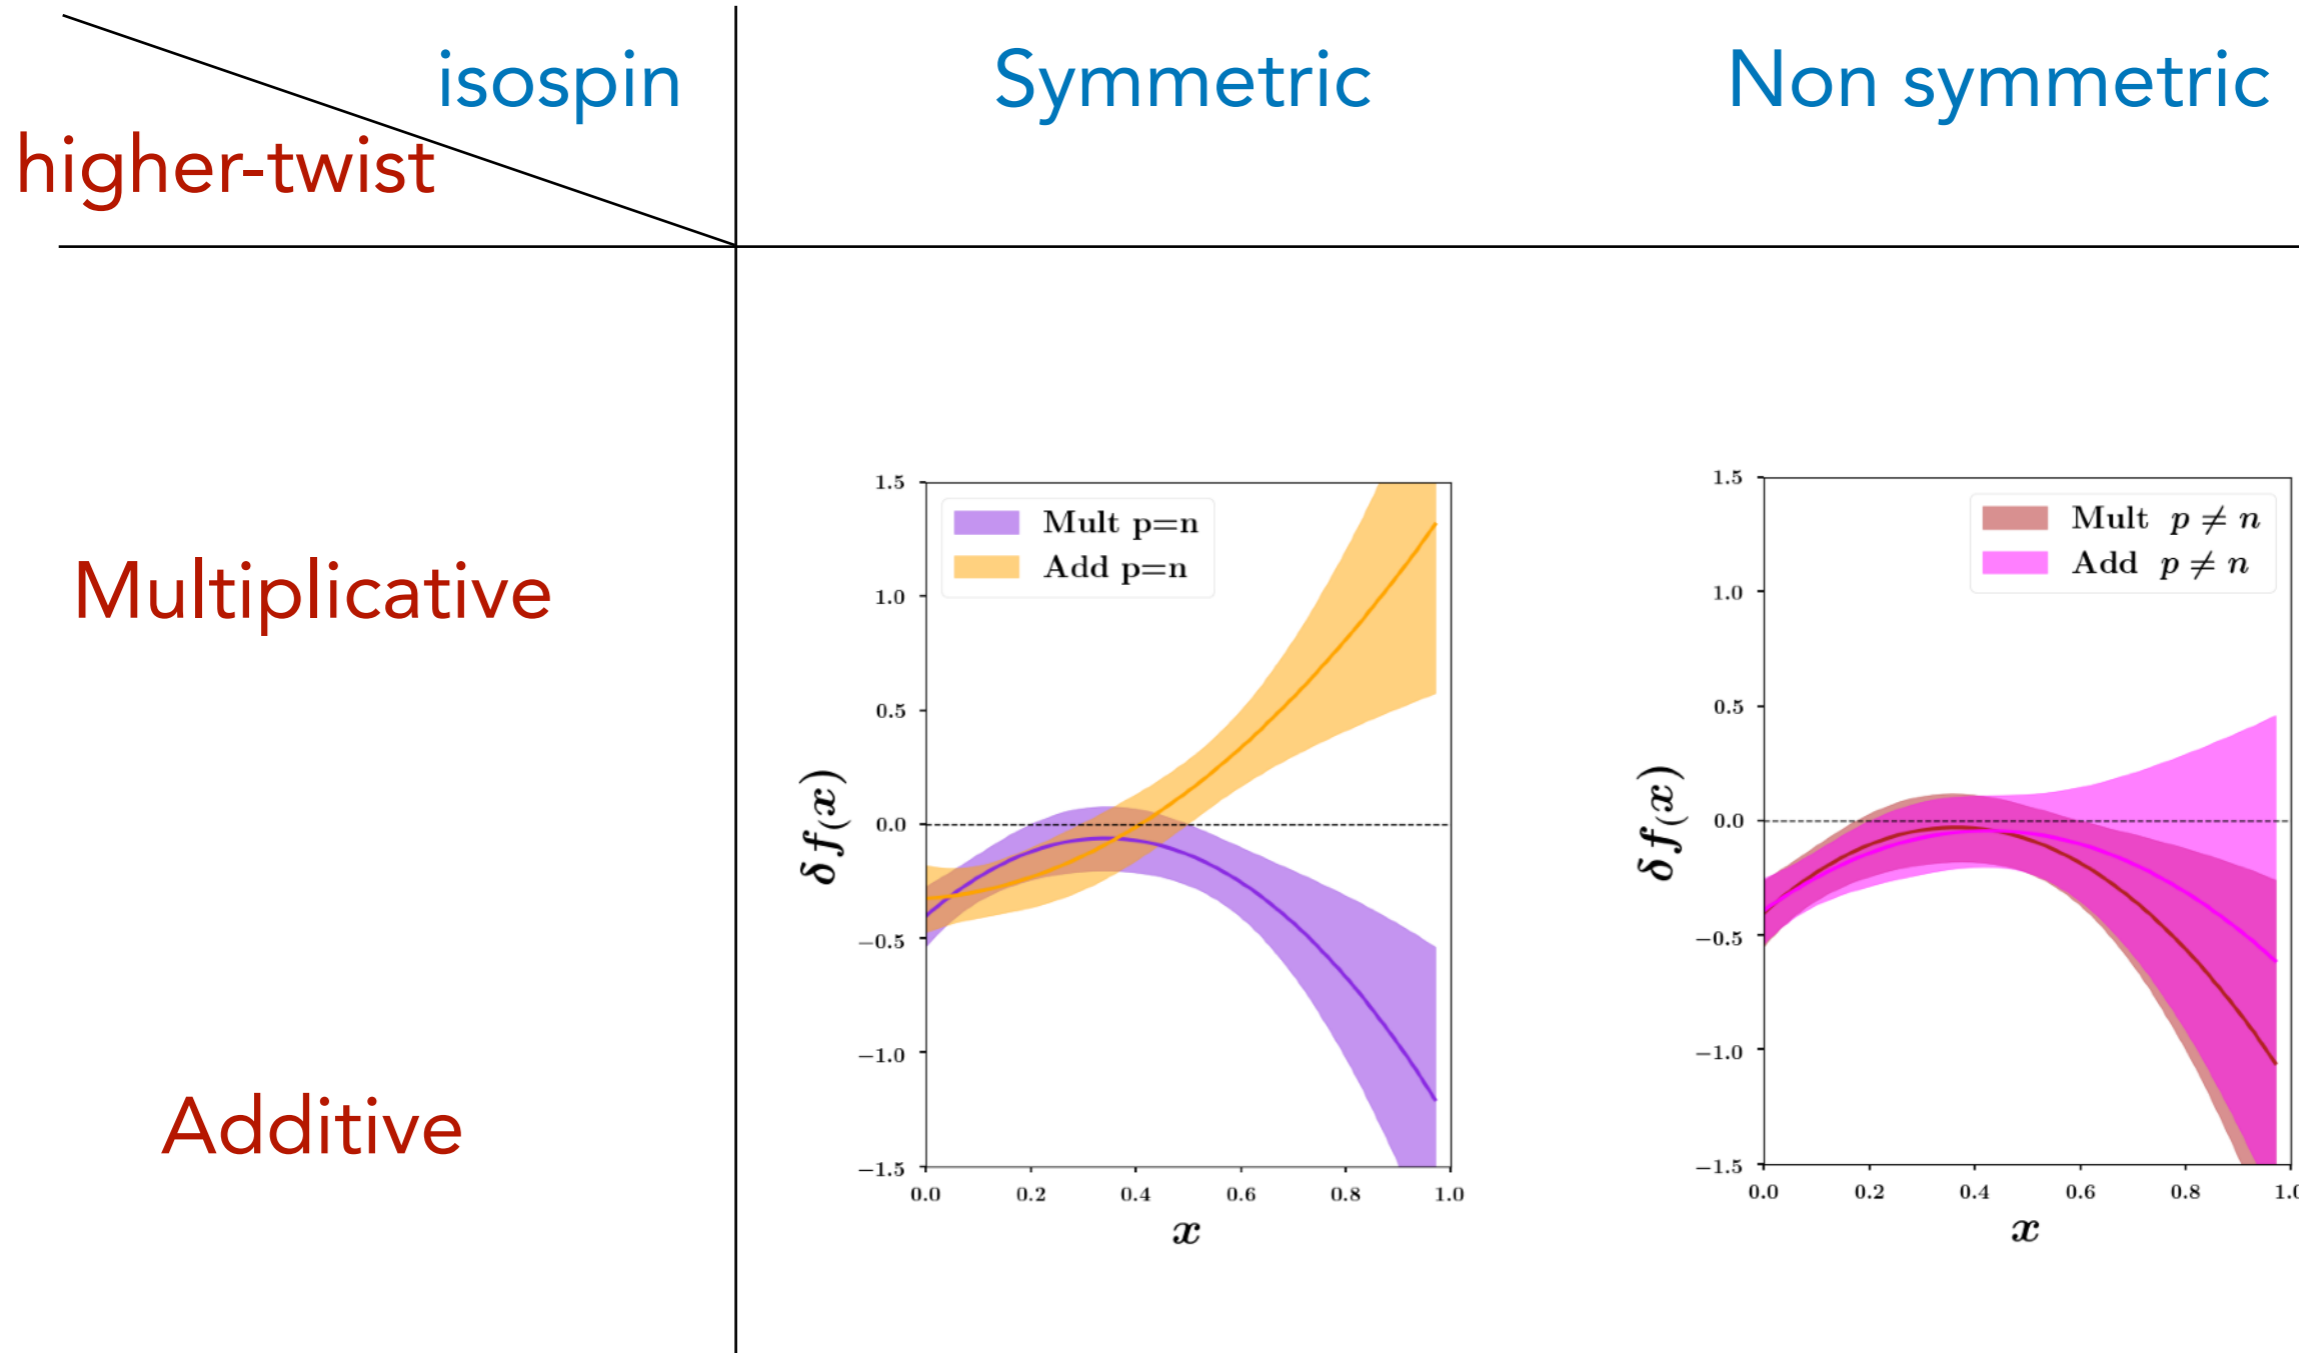 isospin
Symmetric
Non symmetric
higher-twist
Multiplicative
Additive
1.5
1.0
0.5
0.0
−0.5
−1.0
−1.5
δf(x)
Mult p=n
Add p=n
0.0 0.2 0.4 0.6 0.8 1.0
x
1.5
1.0
0.5
0.0
−0.5
−1.0
−1.5
δf(x)
Mult p ≠ n
Add p ≠ n
0.0 0.2 0.4 0.6 0.8 1.0
x